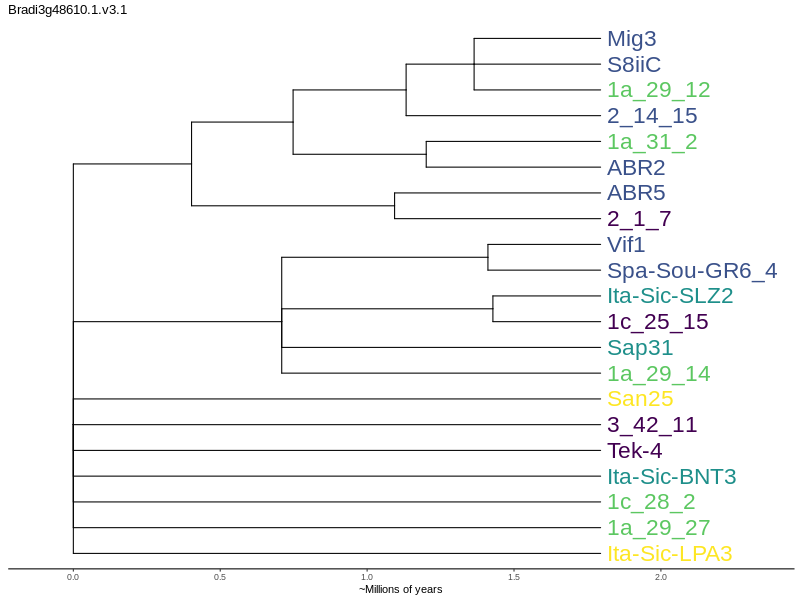 Bradi3g48610.1.v3.1
Mig3
S8iiC
1a_29_12
2_14_15
1a_31_2
ABR2
ABR5
2_1_7
Vif1
Spa-Sou-GR6_4
Ita-Sic-SLZ2
1c_25_15
Sap31
1a_29_14
San25
3_42_11
Tek-4
Ita-Sic-BNT3
1c_28_2
1a_29_27
Ita-Sic-LPA3
0.0 0.5 1.0 1.5 2.0
~Millions of years